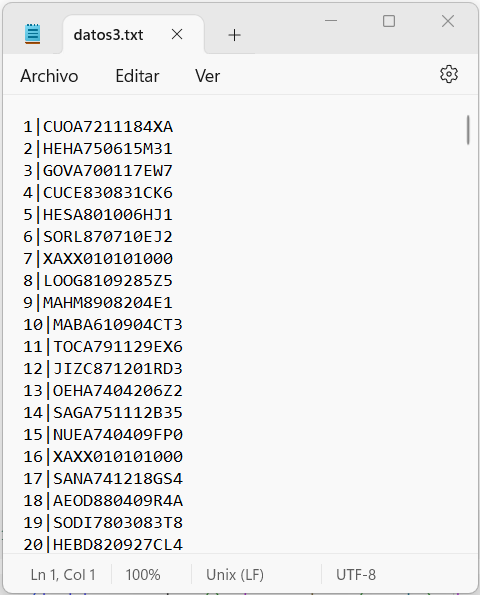 datos3.txt
Archivo Editar Ver
1|CUOA7211184XA
2|HEHA750615M31
3|GOVA700117EW7
4|CUCE830831CK6
5|HESA801006HJ1
6|SORL870710EJ2
7|XAXX010101000
8|LOOG8109285Z5
9|MAHM8908204E1
10|MABA610904CT3
11|TOCA791129EX6
12|JIZC871201RD3
13|OEHA7404206Z2
14|SAGA751112B35
15|NUEA740409FP0
16|XAXX010101000
17|SANA741218GS4
18|AEOD880409R4A
19|SODI7803083T8
20|HEBD820927CL4
Ln 1, Col 1 100% Unix (LF) UTF-8